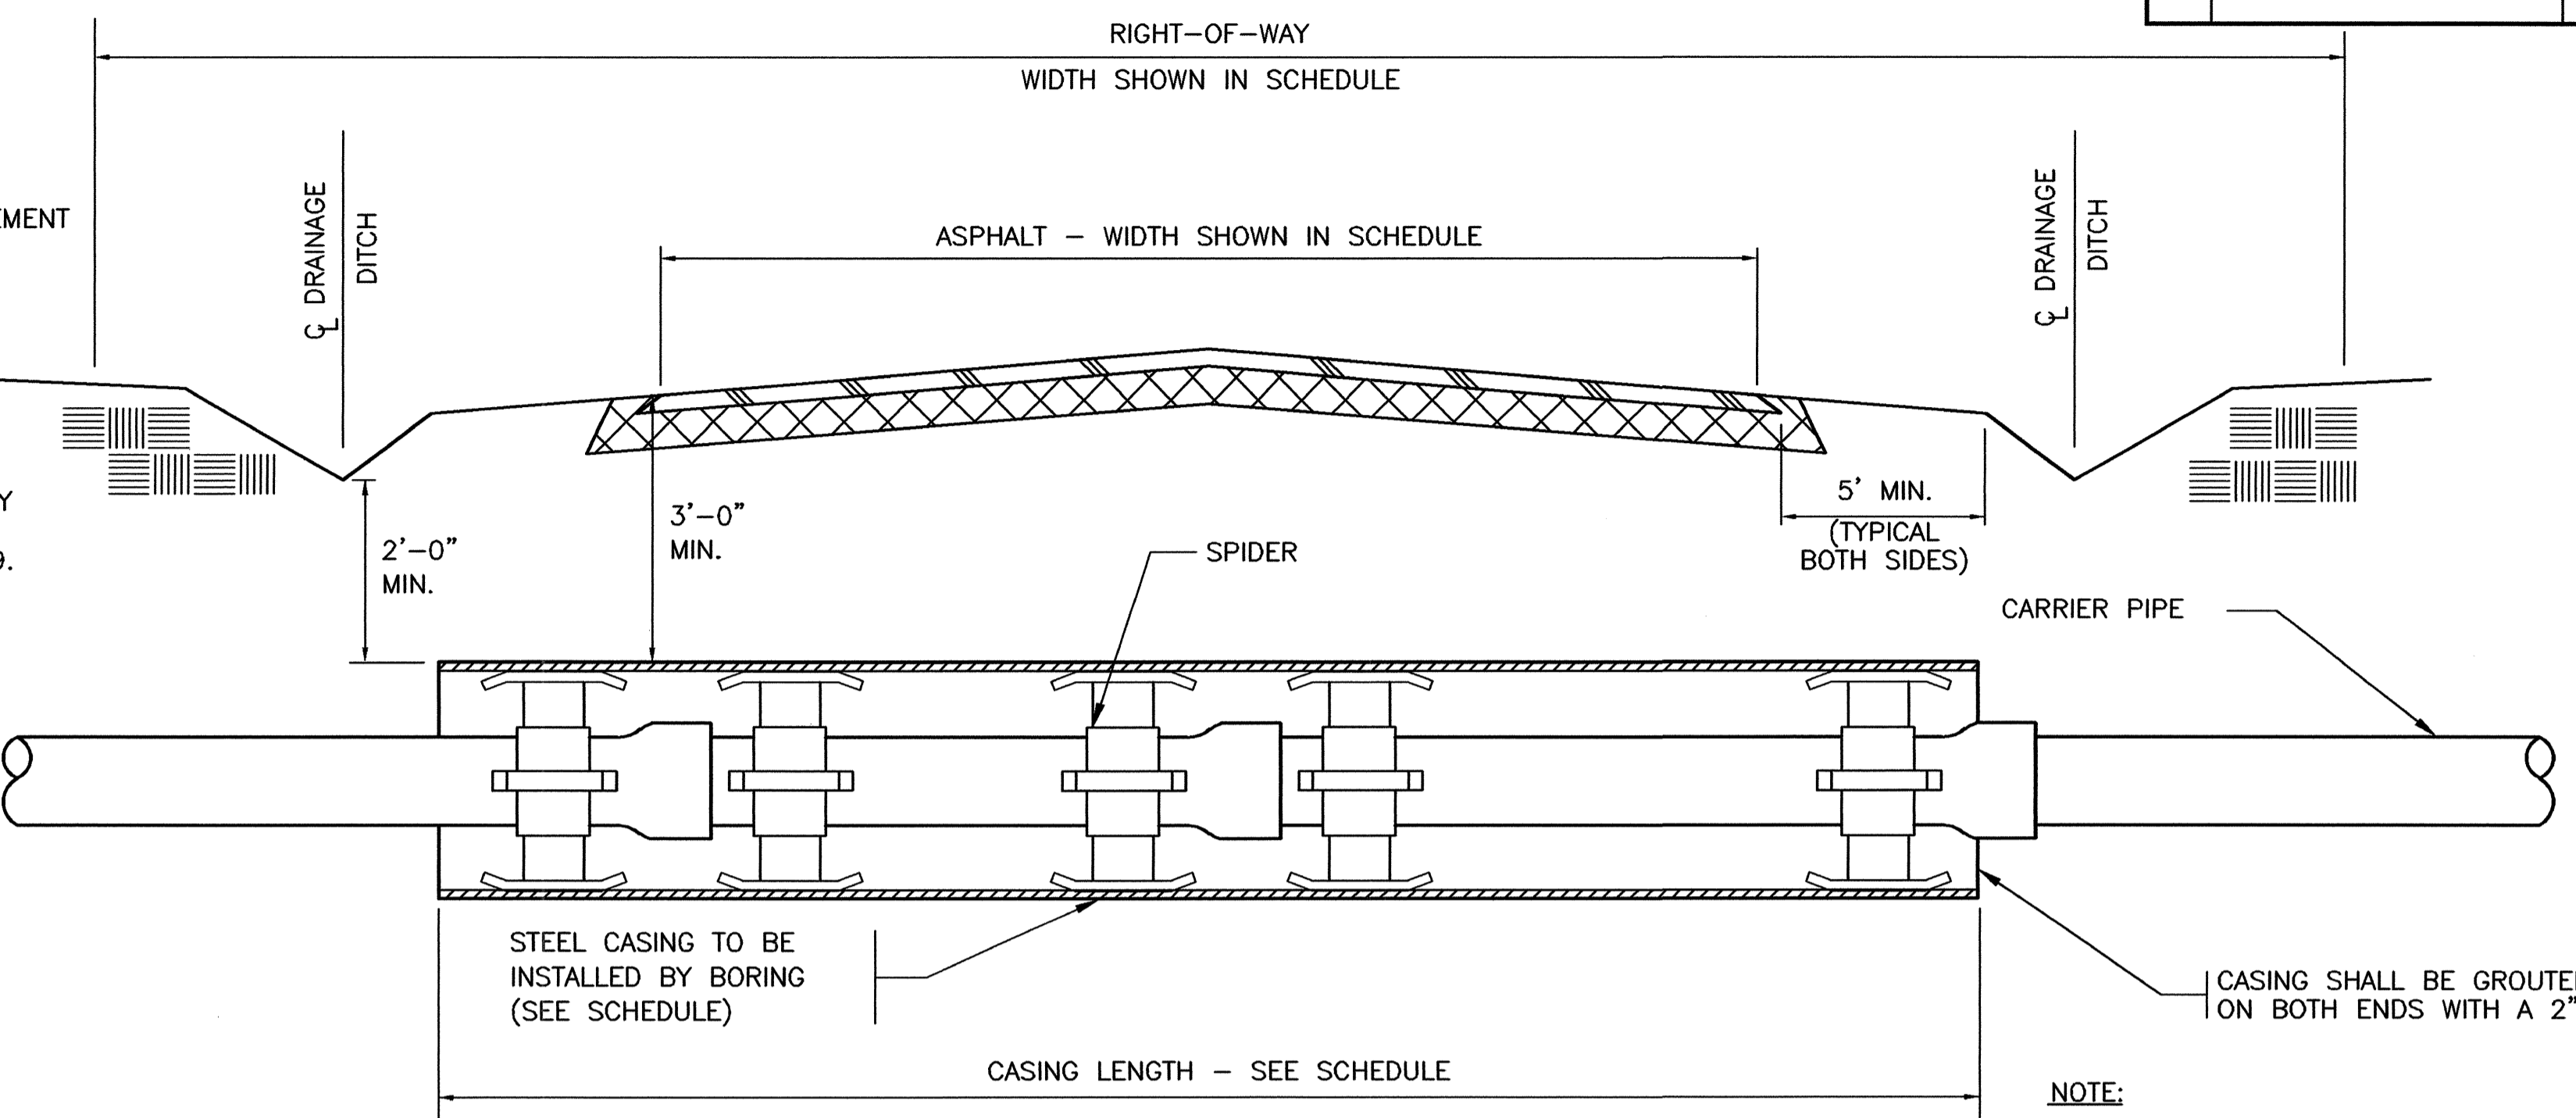 RIGHT-OF-WAY
WIDTH SHOWN IN SCHEDULE
EMENT
℄ DRAINAGE
DITCH
ASPHALT - WIDTH SHOWN IN SCHEDULE
℄ DRAINAGE
DITCH
Y
9.
2'-0"
MIN.
3'-0"
MIN.
SPIDER
5' MIN.
(TYPICAL
BOTH SIDES)
CARRIER PIPE
STEEL CASING TO BE
INSTALLED BY BORING
(SEE SCHEDULE)
CASING SHALL BE GROUTE
ON BOTH ENDS WITH A 2"
CASING LENGTH - SEE SCHEDULE
NOTE: